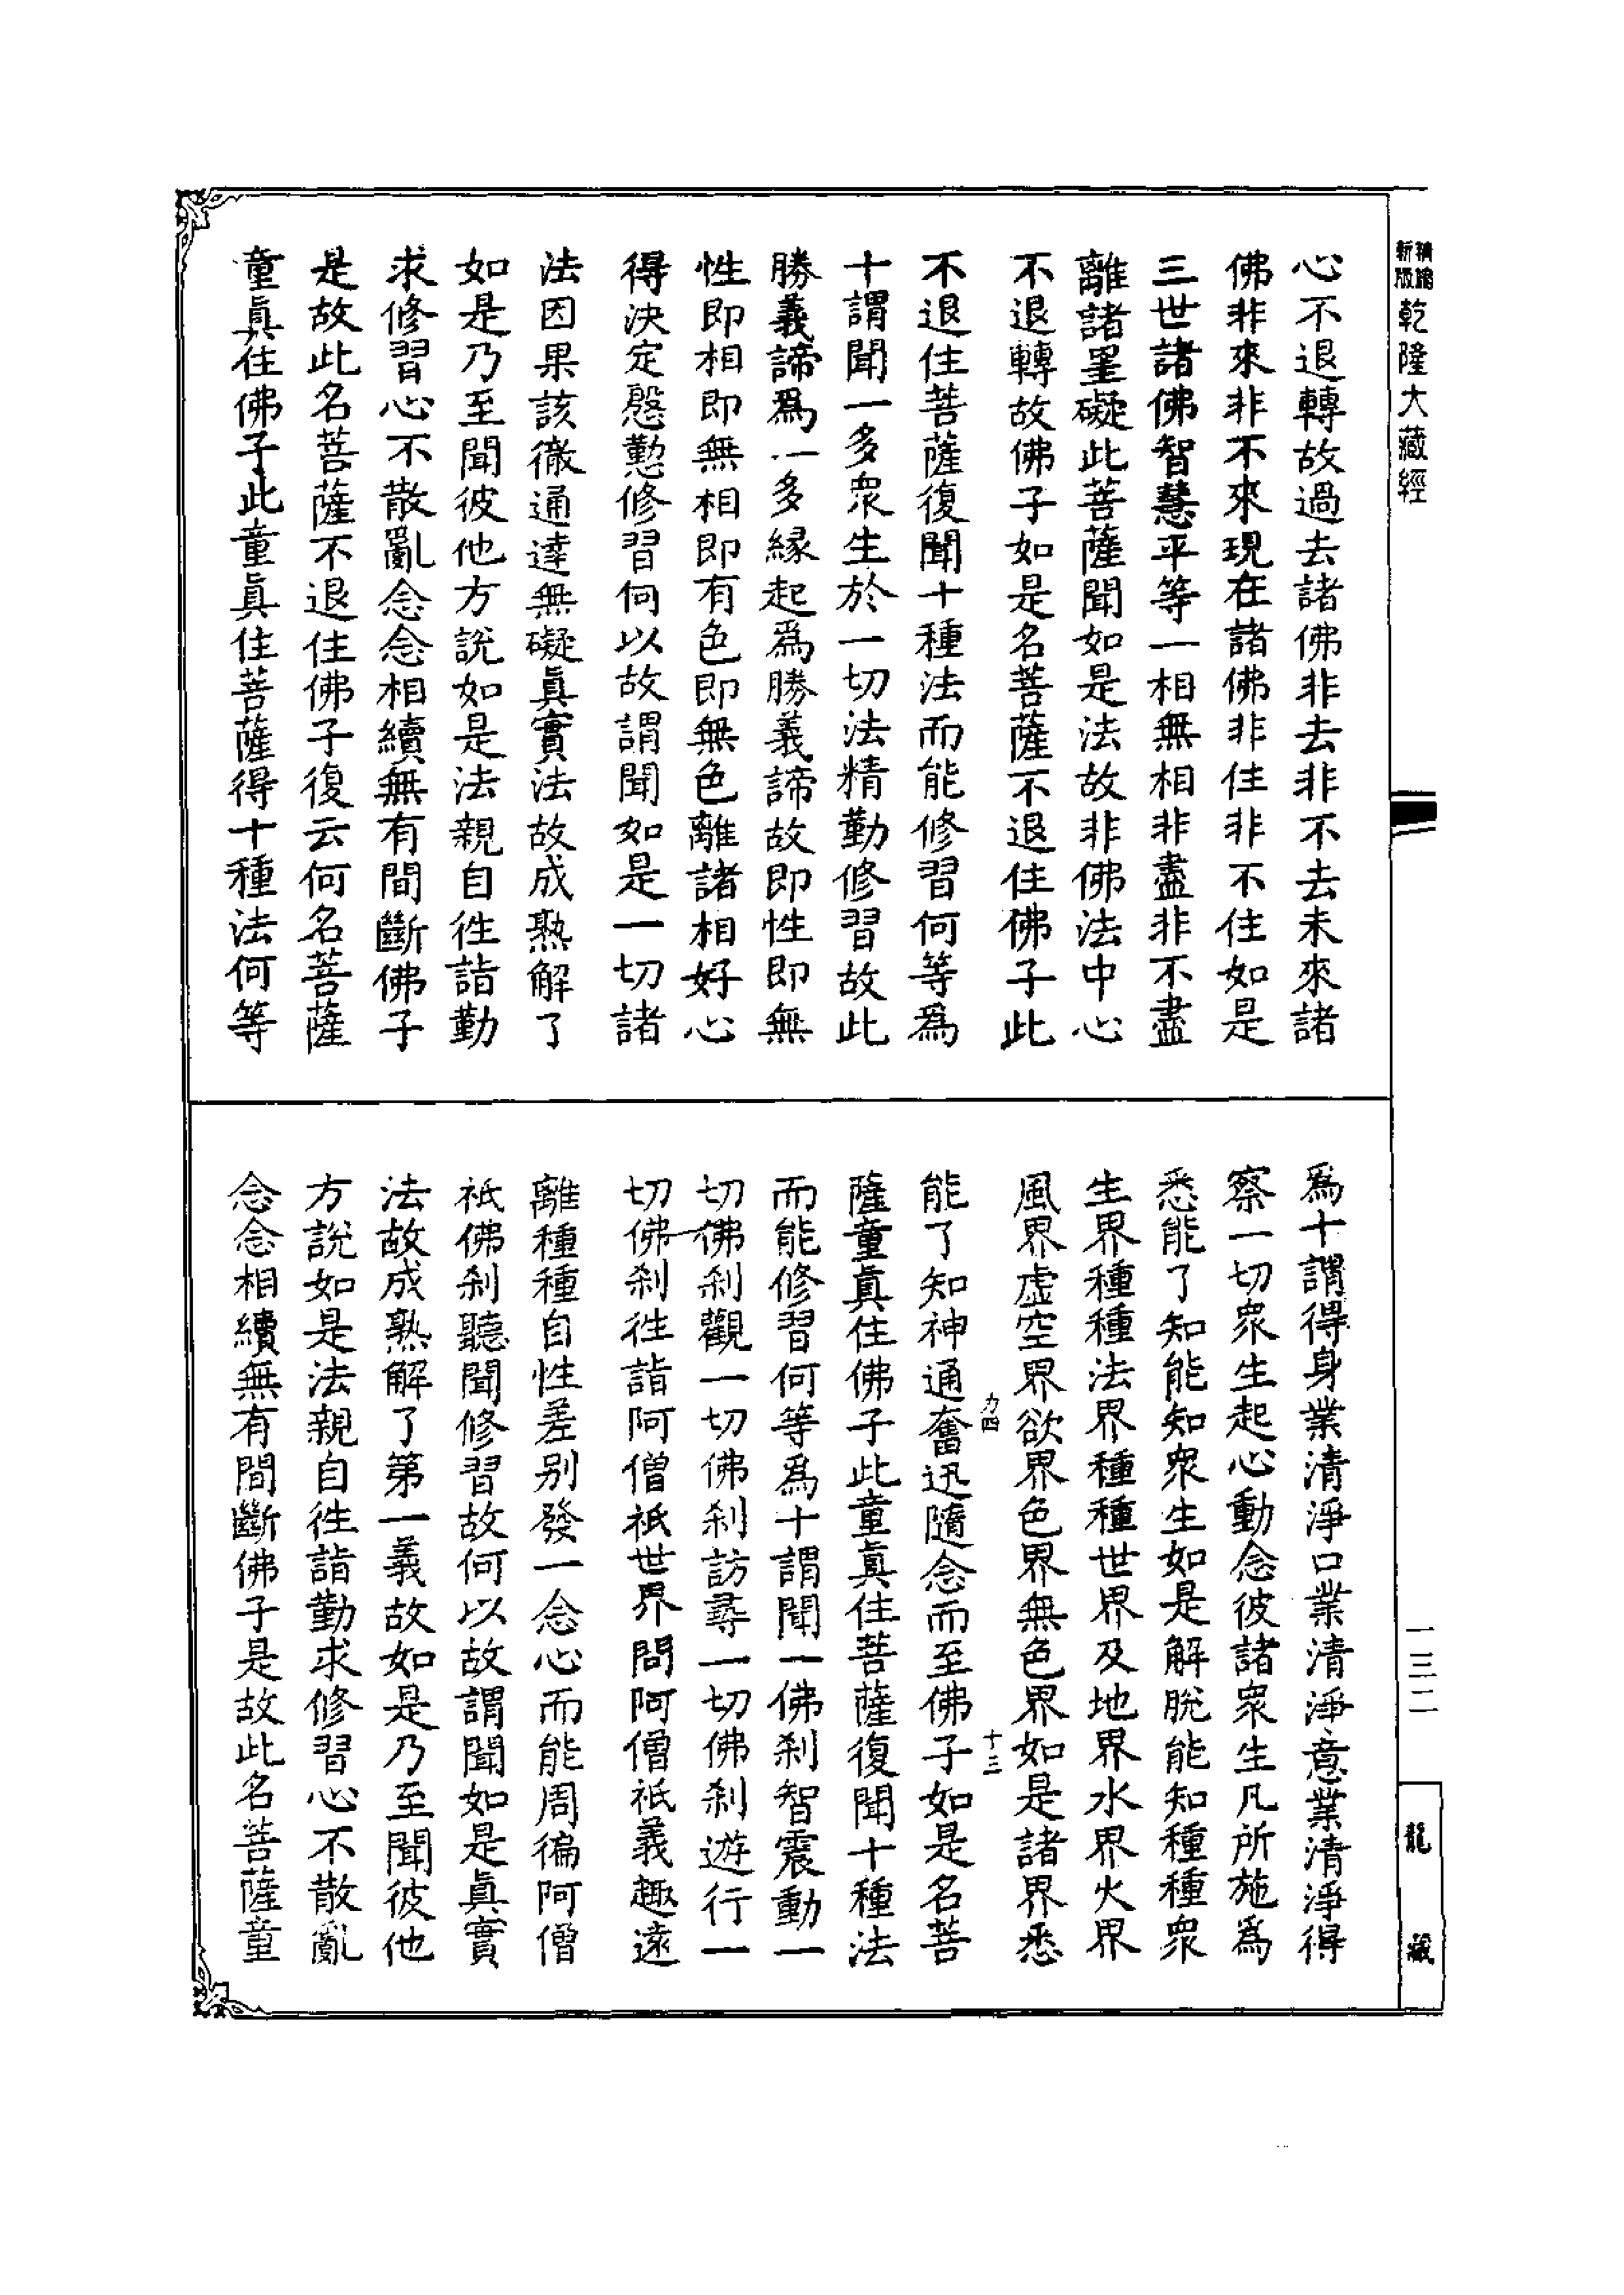 新版
精縮
乾隆大藏經
心不退轉故過去諸佛非去非不去未來諸
佛非來非不來現在諸佛非住非不住如是
三世諸佛智慧平等一相無相非盡非不盡
離諸罣礙此菩薩聞如是法故非佛法中心
不退轉故佛子如是名菩薩不退住佛子此
不退住菩薩復聞十種法而能修習何等爲
十謂聞一多衆生於一切法精勤修習故此
勝義諦爲一多緣起爲勝義諦故即性即無
性即相即無相即有色即無色離諸相好心
得決定慇懃修習何以故謂聞如是一切諸
法因果該徹通達無礙真實法故成熟解了
如是乃至聞彼他方說如是法親自徃詣勤
求修習心不散亂念念相續無有間斷佛子
是故此名菩薩不退住佛子復云何名菩薩
童真住佛子此童真住菩薩得十種法何等
爲十謂得身業清淨口業清淨意業清淨得
察一切衆生起心動念彼諸衆生凡所施爲
悉能了知能知衆生如是解脫能知種種衆
生界種種法界種種世界及地界水界火界
風界虛空界欲界色界無色界如是諸界悉
力四
十三
能了知神通奮迅隨念而至佛子如是名菩
薩童真住佛子此童真住菩薩復聞十種法
而能修習何等爲十謂聞一佛刹智震動一
切佛刹觀一切佛刹訪尋一切佛刹遊行一
切佛刹徃詣阿僧祇世界問阿僧祇義趣遠
離種種自性差別發一念心而能周徧阿僧
祇佛刹聽聞修習故何以故謂聞如是真實
法故成熟解了第一義故如是乃至聞彼他
方說如是法親自徃詣勤求修習心不散亂
念念相續無有間斷佛子是故此名菩薩童
一三二
龍藏